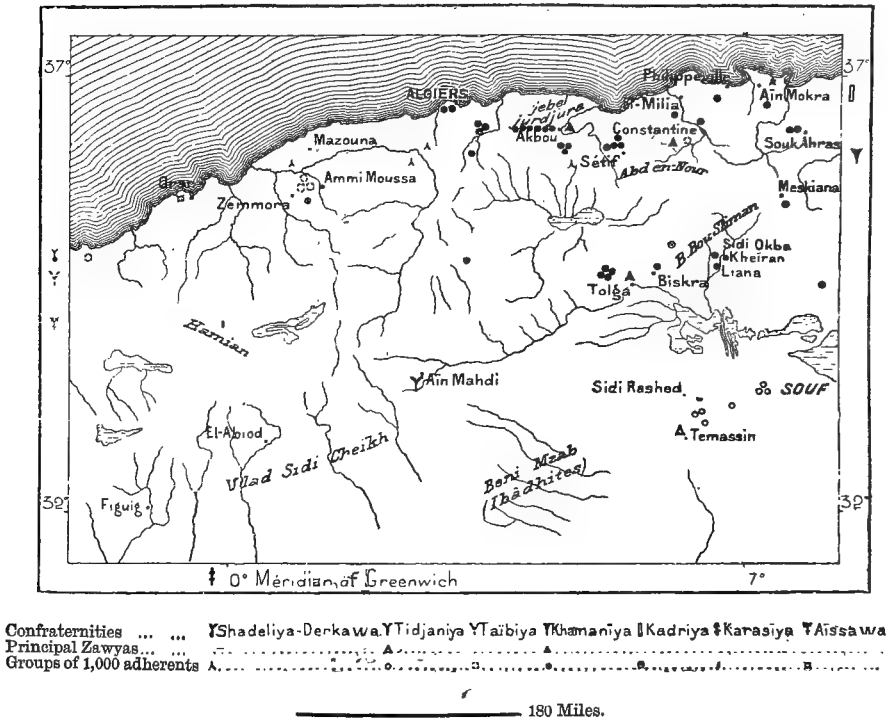 37° 37°
Philippeville
Aïn Mokra
ALGIERS
jebel
jurdjura
El-Milia
Constantine
Akbou
Souk Ahras
Mazouna
Sétif
Abd en-Nour
Oran
Ammi Moussa
Meskiana
Zemmora
B. Bou Sliman
Sidi Okba
Kheiran
Liana
Tolga
Biskra
Hamian
Aïn Mahdi
Sidi Rashed
SOUF
El-Abiod
Temassin
Ulad Sidi Cheikh
Beni Mzab
(Ibâdhites)
32° 32°
Figuig
0° Meridian of Greenwich 7°
Confraternities ... ... Shadeliya-Derkawa Tidjaniya Taïbiya Khamaniya Kadriya Karasiya Aïssawa
Principal Zawyas... ...
Groups of 1,000 adherents
180 Miles.